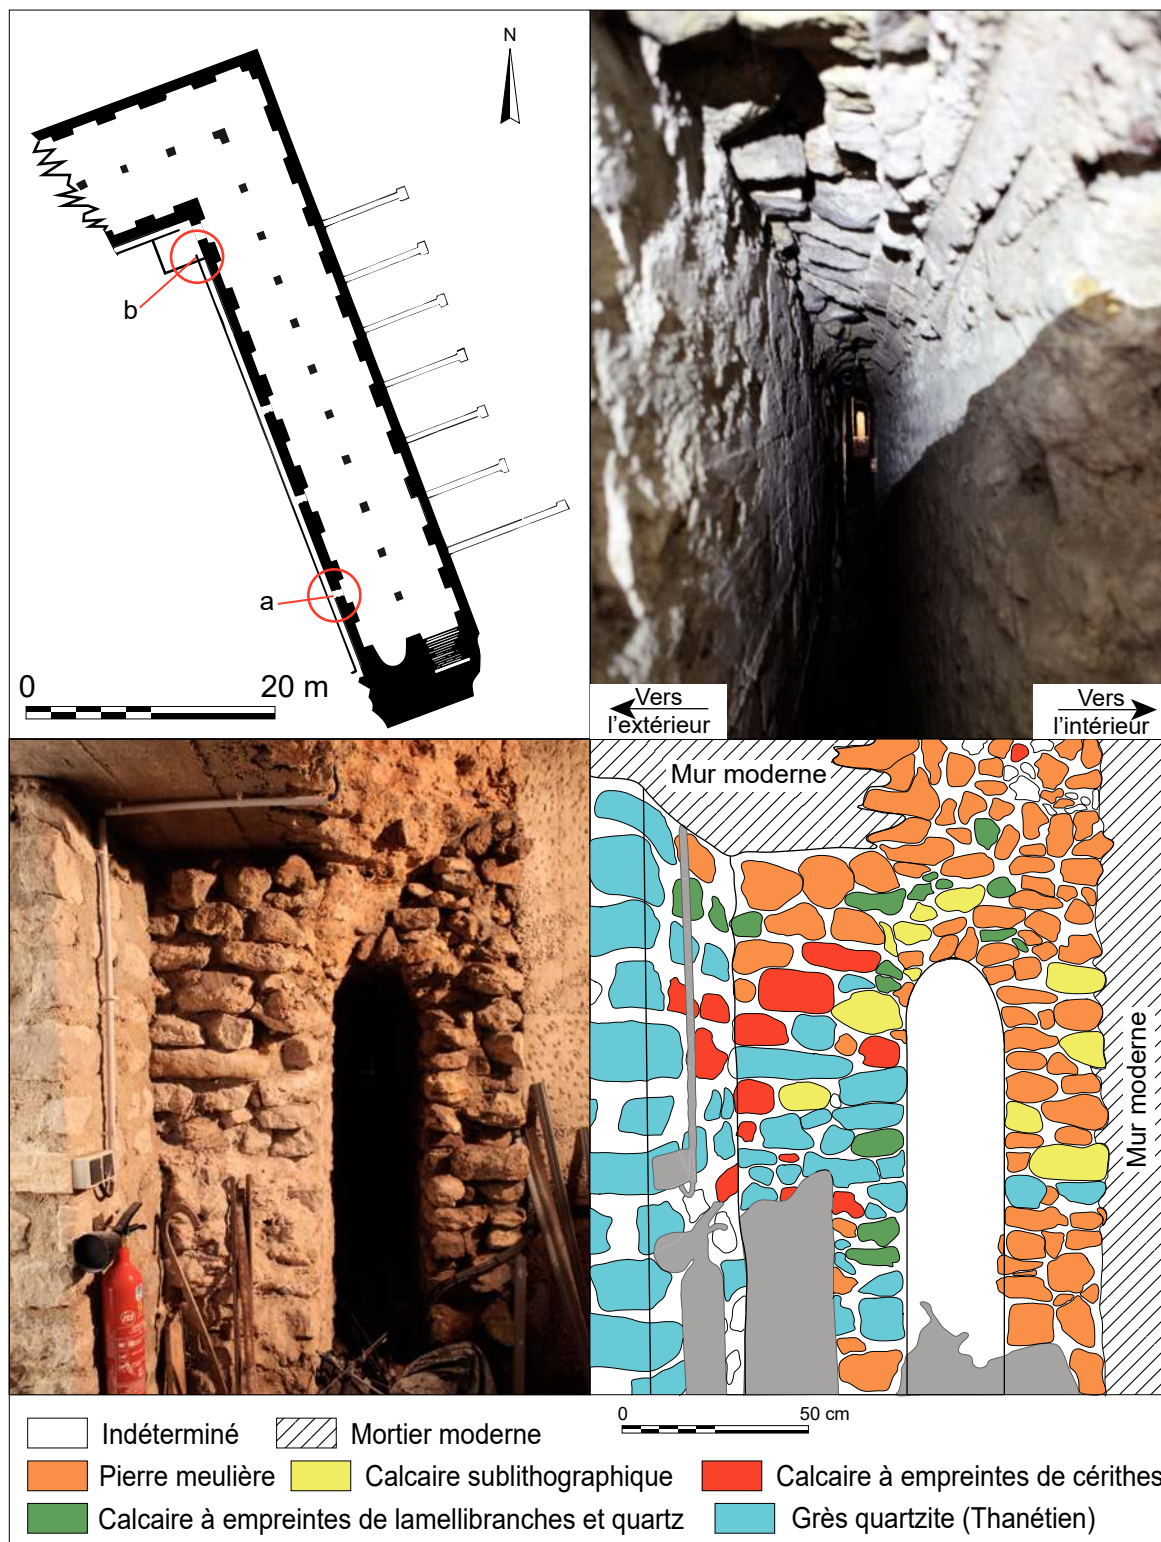 N
b
a
0 20 m
Vers
l'extérieur
Vers
l'intérieur
Mur moderne
Mur moderne
0 50 cm
Indéterminé
Mortier moderne
Pierre meulière
Calcaire sublithographique
Calcaire à empreintes de cérithes
Calcaire à empreintes de lamellibranches et quartz
Grès quartzite (Thanétien)